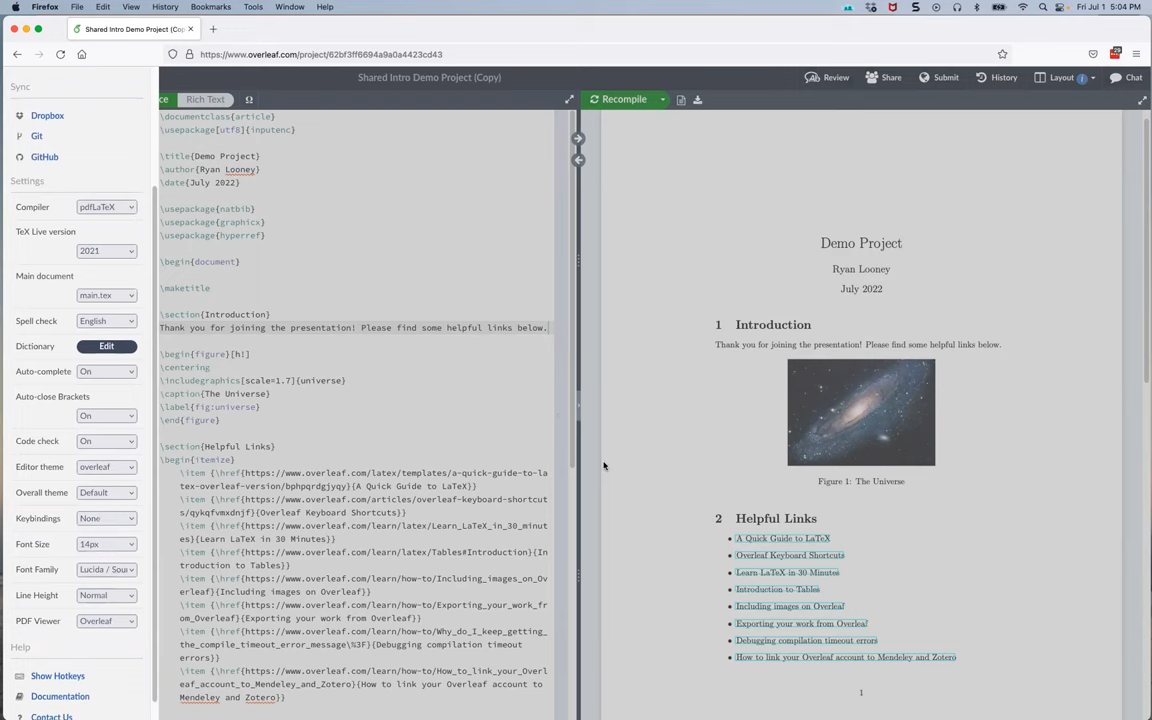 Firefox File Edit View History Bookmarks Tools Window Help
Fri Jul 1 5:04 PM
Shared Intro Demo Project (Cop
https://www.overleaf.com/project/62bf3ff6694a9a0a4423cd43
Shared Intro Demo Project (Copy)
Review Share Submit History Layout Chat
Rich Text Ω
Recompile
Sync
Dropbox
Git
GitHub
Settings
Compiler pdfLaTeX
TeX Live version
2021
Main document
main.tex
Spell check English
Dictionary Edit
Auto-complete On
Auto-close Brackets
On
Code check On
Editor theme overleaf
Overall theme Default
Keybindings None
Font Size 14px
Font Family Lucida / Sou
Line Height Normal
PDF Viewer Overleaf
Help
Show Hotkeys
Documentation
Contact Us
\documentclass{article}
\usepackage[utf8]{inputenc}
\title{Demo Project}
\author{Ryan Looney}
\date{July 2022}
\usepackage{natbib}
\usepackage{graphicx}
\usepackage{hyperref}
\begin{document}
\maketitle
\section{Introduction}
Thank you for joining the presentation! Please find some helpful links below.
\begin{figure}[h!]
\centering
\includegraphics[scale=1.7]{universe}
\caption{The Universe}
\label{fig:universe}
\end{figure}
\section{Helpful Links}
\begin{itemize}
\item {\href{https://www.overleaf.com/latex/templates/a-quick-guide-to-la
tex-overleaf-version/bphpqrdgjyqy}{A Quick Guide to LaTeX}}
\item {\href{https://www.overleaf.com/articles/overleaf-keyboard-shortcut
s/qykqfvmxdnjf}{Overleaf Keyboard Shortcuts}}
\item {\href{https://www.overleaf.com/learn/latex/Learn_LaTeX_in_30_minut
es}{Learn LaTeX in 30 Minutes}}
\item {\href{https://www.overleaf.com/learn/latex/Tables#Introduction}{In
troduction to Tables}}
\item {\href{https://www.overleaf.com/learn/how-to/Including_images_on_Ov
erleaf}{Including images on Overleaf}}
\item {\href{https://www.overleaf.com/learn/how-to/Exporting_your_work_fr
om_Overleaf}{Exporting your work from Overleaf}}
\item {\href{https://www.overleaf.com/learn/how-to/Why_do_I_keep_getting_
the_compile_timeout_error_message\%3F}{Debugging compilation timeout
errors}}
\item {\href{https://www.overleaf.com/learn/how-to/How_to_link_your_Overl
eaf_account_to_Mendeley_and_Zotero}{How to link your Overleaf account to
Mendeley and Zotero}}
Demo Project
Ryan Looney
July 2022
1 Introduction
Thank you for joining the presentation! Please find some helpful links below.
Figure 1: The Universe
2 Helpful Links
• A Quick Guide to LaTeX
• Overleaf Keyboard Shortcuts
• Learn LaTeX in 30 Minutes
• Introduction to Tables
• Including images on Overleaf
• Exporting your work from Overleaf
• Debugging compilation timeout errors
• How to link your Overleaf account to Mendeley and Zotero
1